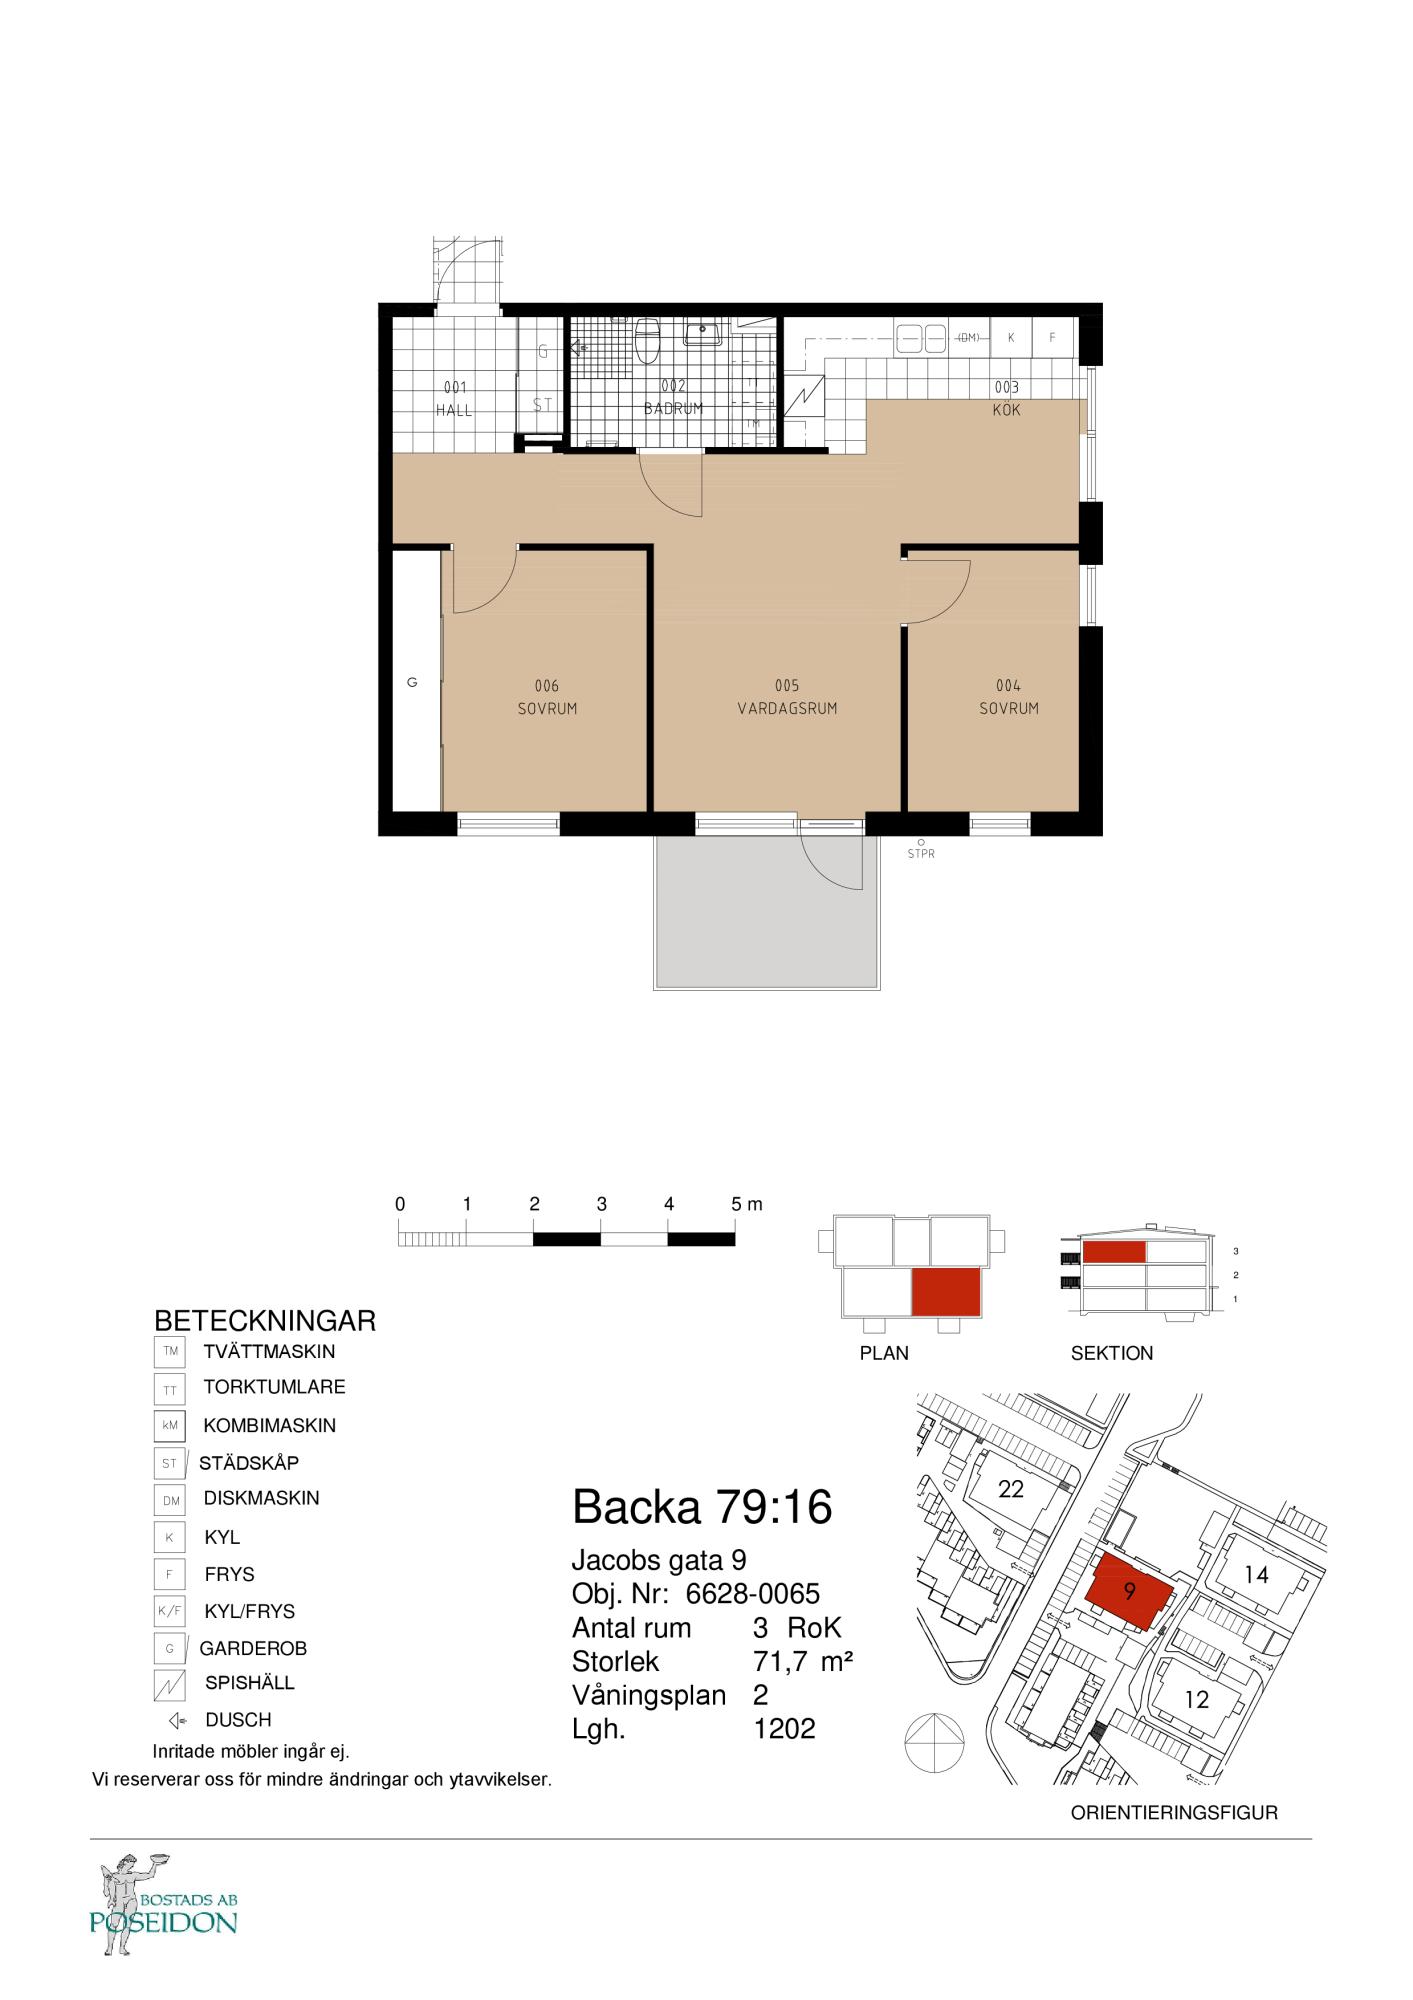 G
001
HALL
ST
002
BADRUM
TT
TM
(DM)
K
F
003
KÖK
G
006
SOVRUM
005
VARDAGSRUM
004
SOVRUM
STPR
0 1 2 3 4 5 m
3
2
1
PLAN
SEKTION
BETECKNINGAR
TM TVÄTTMASKIN
TT TORKTUMLARE
kM KOMBIMASKIN
ST STÄDSKÅP
DM DISKMASKIN
K KYL
F FRYS
K/F KYL/FRYS
G GARDEROB
SPISHÄLL
DUSCH
Inritade möbler ingår ej.
Vi reserverar oss för mindre ändringar och ytavvikelser.
Backa 79:16
Jacobs gata 9
Obj. Nr: 6628-0065
Antal rum 3 RoK
Storlek 71,7 m²
Våningsplan 2
Lgh. 1202
22
9
14
12
ORIENTIERINGSFIGUR
BOSTADS AB
POSEIDON